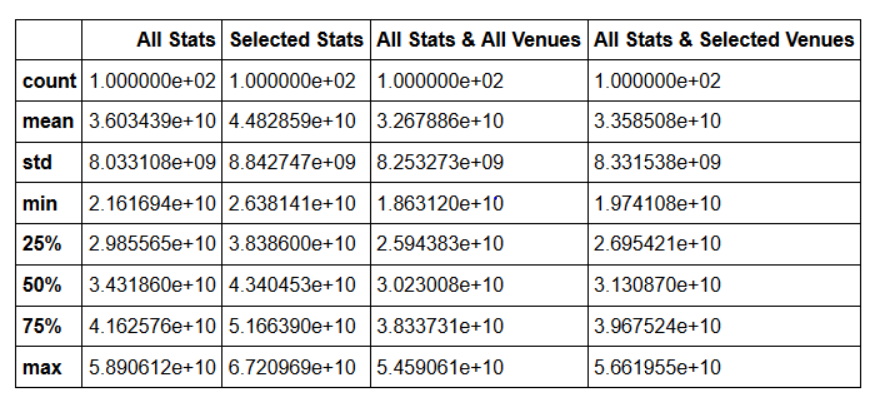 All Stats Selected Stats All Stats & All Venues All Stats & Selected Venues
count 1.000000e+02 1.000000e+02 1.000000e+02 1.000000e+02
mean 3.603439e+10 4.482859e+10 3.267886e+10 3.358508e+10
std 8.033108e+09 8.842747e+09 8.253273e+09 8.331538e+09
min 2.161694e+10 2.638141e+10 1.863120e+10 1.974108e+10
25% 2.985565e+10 3.838600e+10 2.594383e+10 2.695421e+10
50% 3.431860e+10 4.340453e+10 3.023008e+10 3.130870e+10
75% 4.162576e+10 5.166390e+10 3.833731e+10 3.967524e+10
max 5.890612e+10 6.720969e+10 5.459061e+10 5.661955e+10